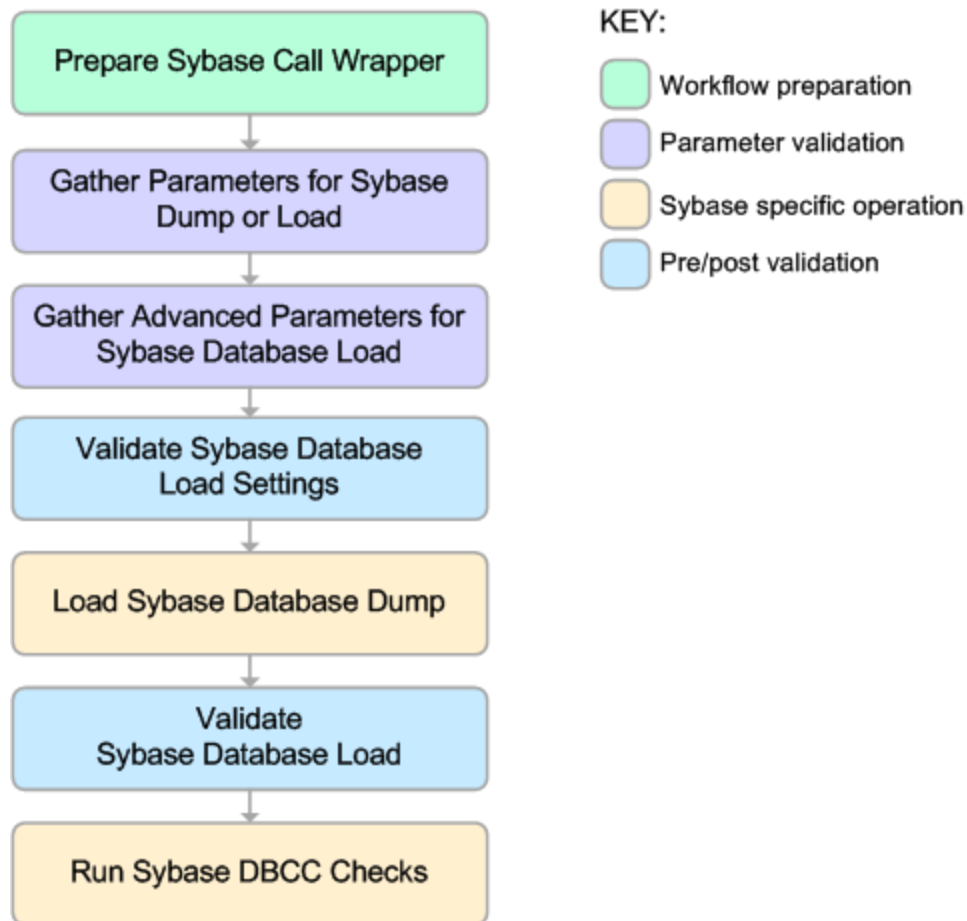 Prepare Sybase Call Wrapper
Gather Parameters for Sybase
Dump or Load
Gather Advanced Parameters for
Sybase Database Load
Validate Sybase Database
Load Settings
Load Sybase Database Dump
Validate
Sybase Database Load
Run Sybase DBCC Checks
KEY:
Workflow preparation
Parameter validation
Sybase specific operation
Pre/post validation